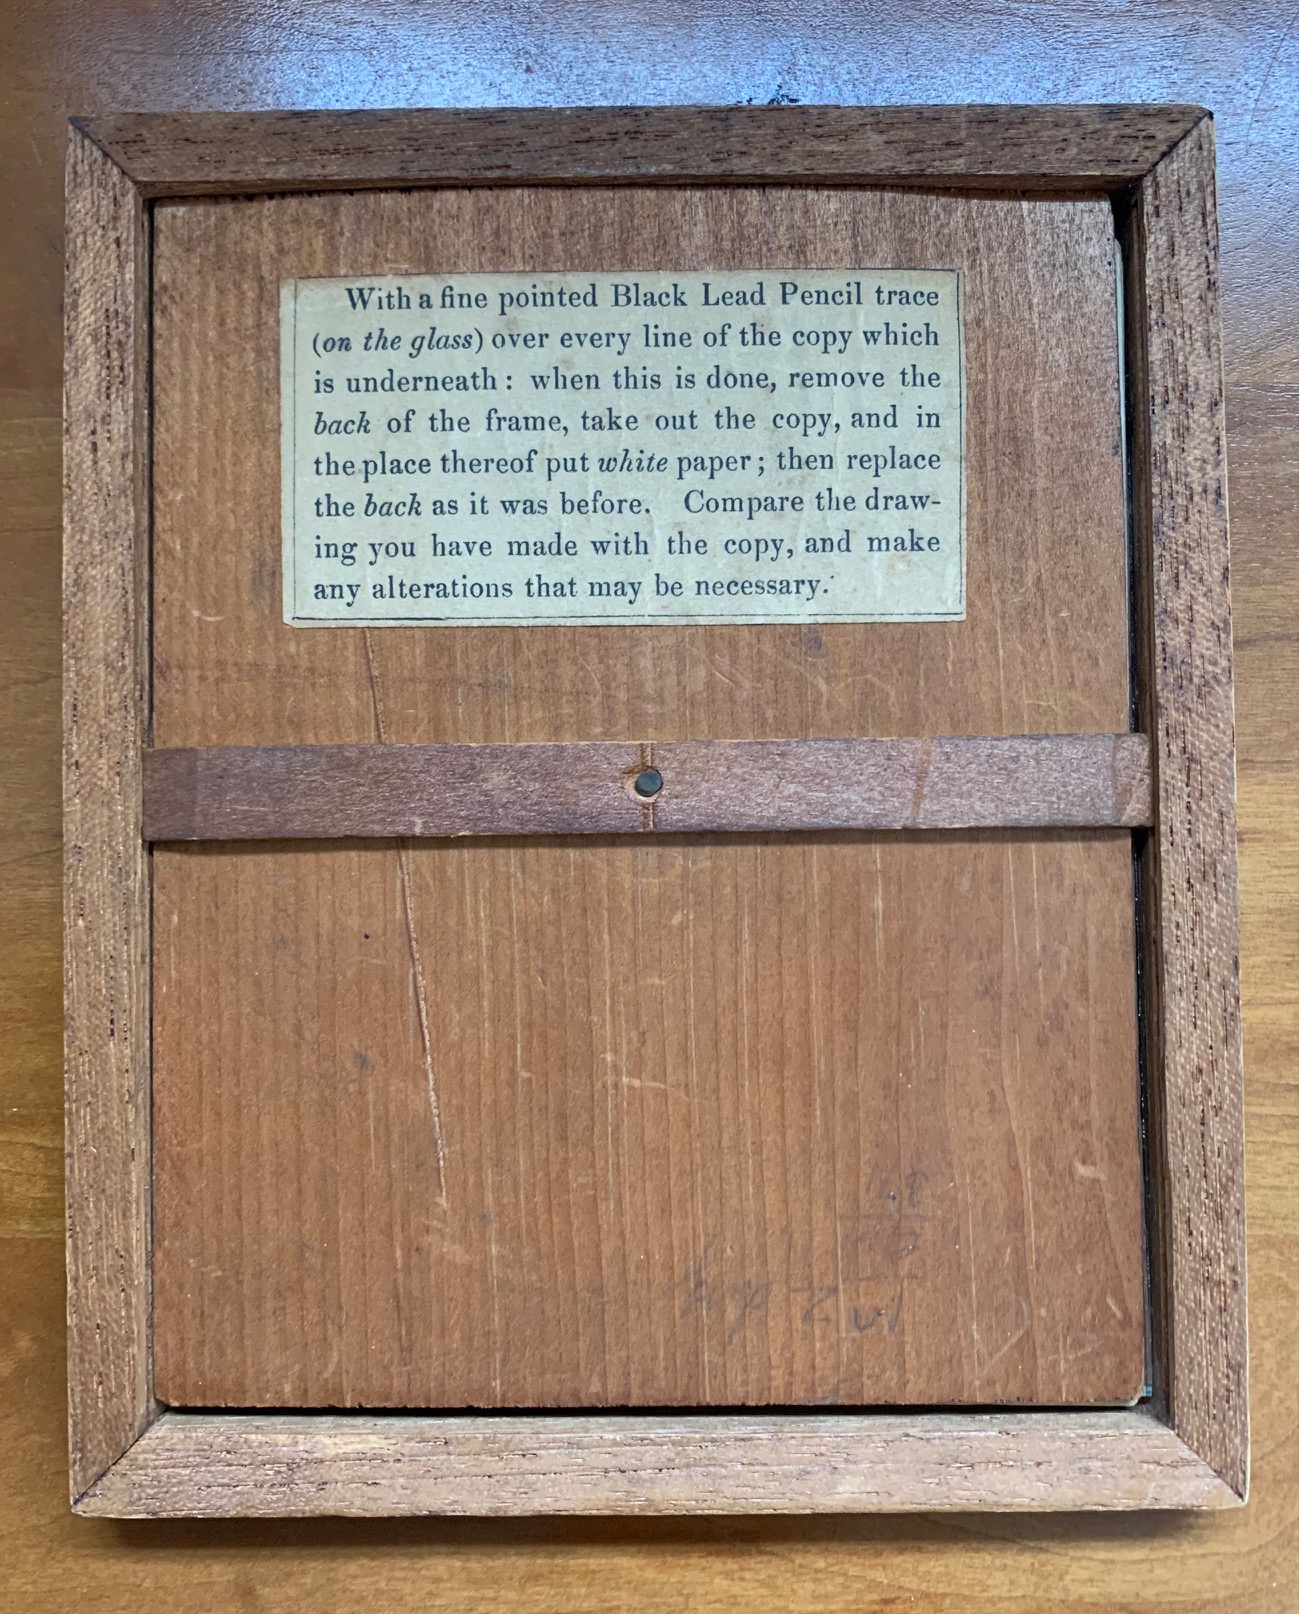 With a fine pointed Black Lead Pencil trace
(on the glass) over every line of the copy which
is underneath: when this is done, remove the
back of the frame, take out the copy, and in
the place thereof put white paper; then replace
the back as it was before. Compare the draw-
ing you have made with the copy, and make
any alterations that may be necessary.